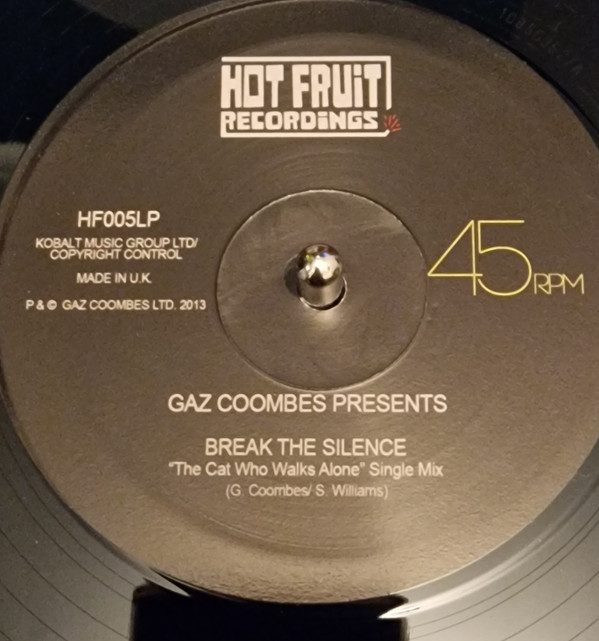 HOT FRUiT
RECORDiNGS
HF005LP
KOBALT MUSIC GROUP LTD/
COPYRIGHT CONTROL
MADE IN U.K.
P & © GAZ COOMBES LTD. 2013
45 RPM
GAZ COOMBES PRESENTS
BREAK THE SILENCE
"The Cat Who Walks Alone" Single Mix
(G. Coombes/ S. Williams)